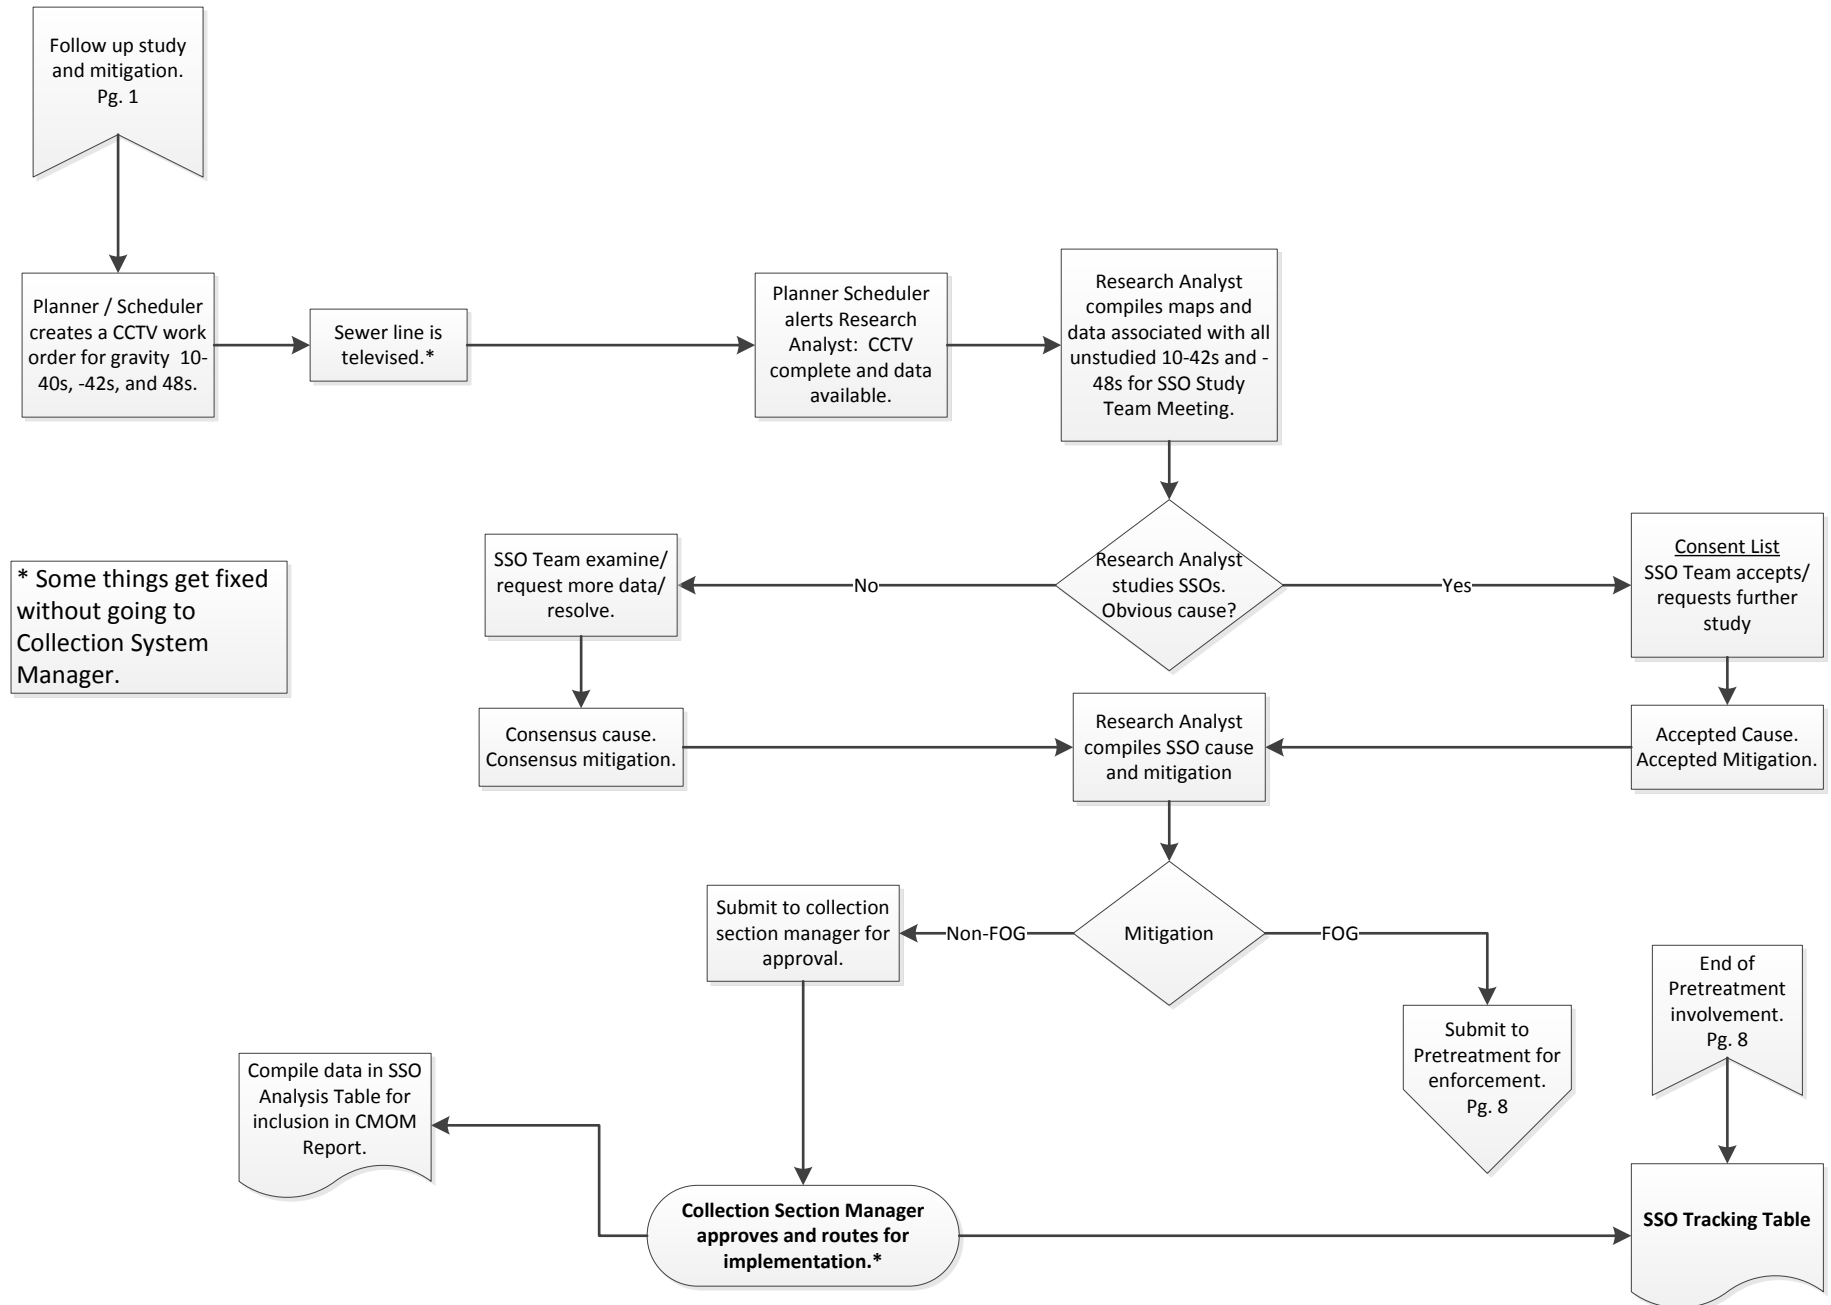 Follow up study
and mitigation.
Pg. 1
Planner / Scheduler
creates a CCTV work
order for gravity  10-
40s, -42s, and 48s.
Sewer line is
televised.*
Planner Scheduler
alerts Research
Analyst:  CCTV
complete and data
available.
Research Analyst
compiles maps and
data associated with all
unstudied 10-42s and -
48s for SSO Study
Team Meeting.
* Some things get fixed
without going to
Collection System
Manager.
SSO Team examine/
request more data/
resolve.
No
Research Analyst
studies SSOs.
Obvious cause?
Yes
Consent List
SSO Team accepts/
requests further
study
Consensus cause.
Consensus mitigation.
Research Analyst
compiles SSO cause
and mitigation
Accepted Cause.
Accepted Mitigation.
Submit to collection
section manager for
approval.
Non-FOG
Mitigation
FOG
Submit to
Pretreatment for
enforcement.
Pg. 8
End of
Pretreatment
involvement.
Pg. 8
Compile data in SSO
Analysis Table for
inclusion in CMOM
Report.
Collection Section Manager
approves and routes for
implementation.*
SSO Tracking Table